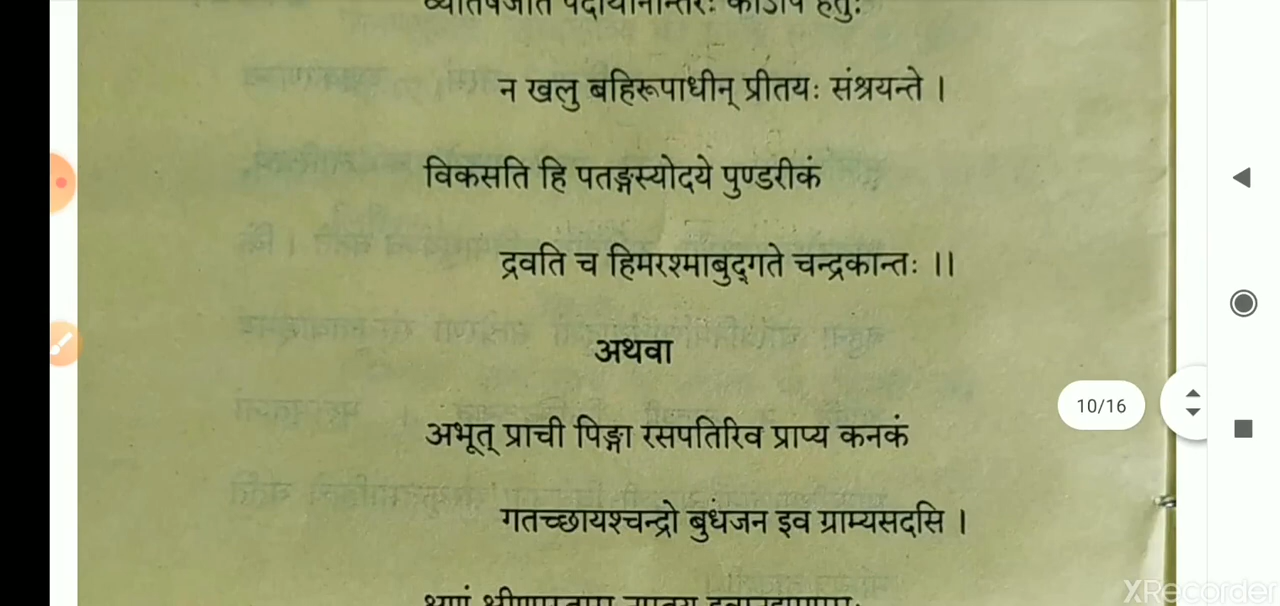 न खलु बहिरूपाधीन् प्रीतयः संश्रयन्ते ।
विकसति हि पतङ्गस्योदये पुण्डरीकं
द्रवति च हिमरश्माबुद्गते चन्द्रकान्तः ।।
अथवा
10/16
अभूत् प्राची पिङ्गा रसपतिरिव प्राप्य कनकं
गतच्छायश्चन्द्रो बुधजन इव ग्राम्यसदसि ।
XRecorder